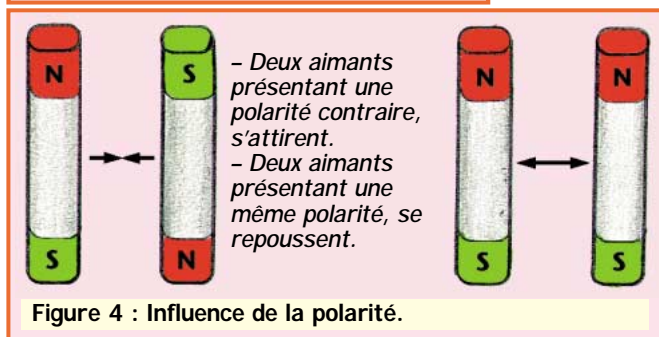 N
S
S
N
– Deux aimants
présentant une
polarité contraire,
s'attirent.
– Deux aimants
présentant une
même polarité, se
repoussent.
N
N
S
S
Figure 4 : Influence de la polarité.